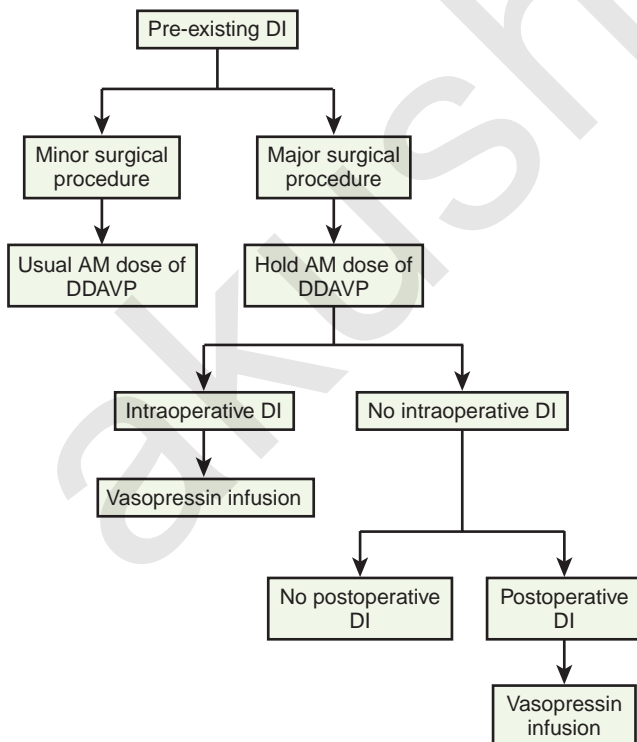 Pre-existing DI
Minor surgical
procedure
Major surgical
procedure
Usual AM dose of
DDAVP
Hold AM dose of
DDAVP
Intraoperative DI
No intraoperative DI
Vasopressin infusion
No postoperative
DI
Postoperative
DI
Vasopressin
infusion
akush